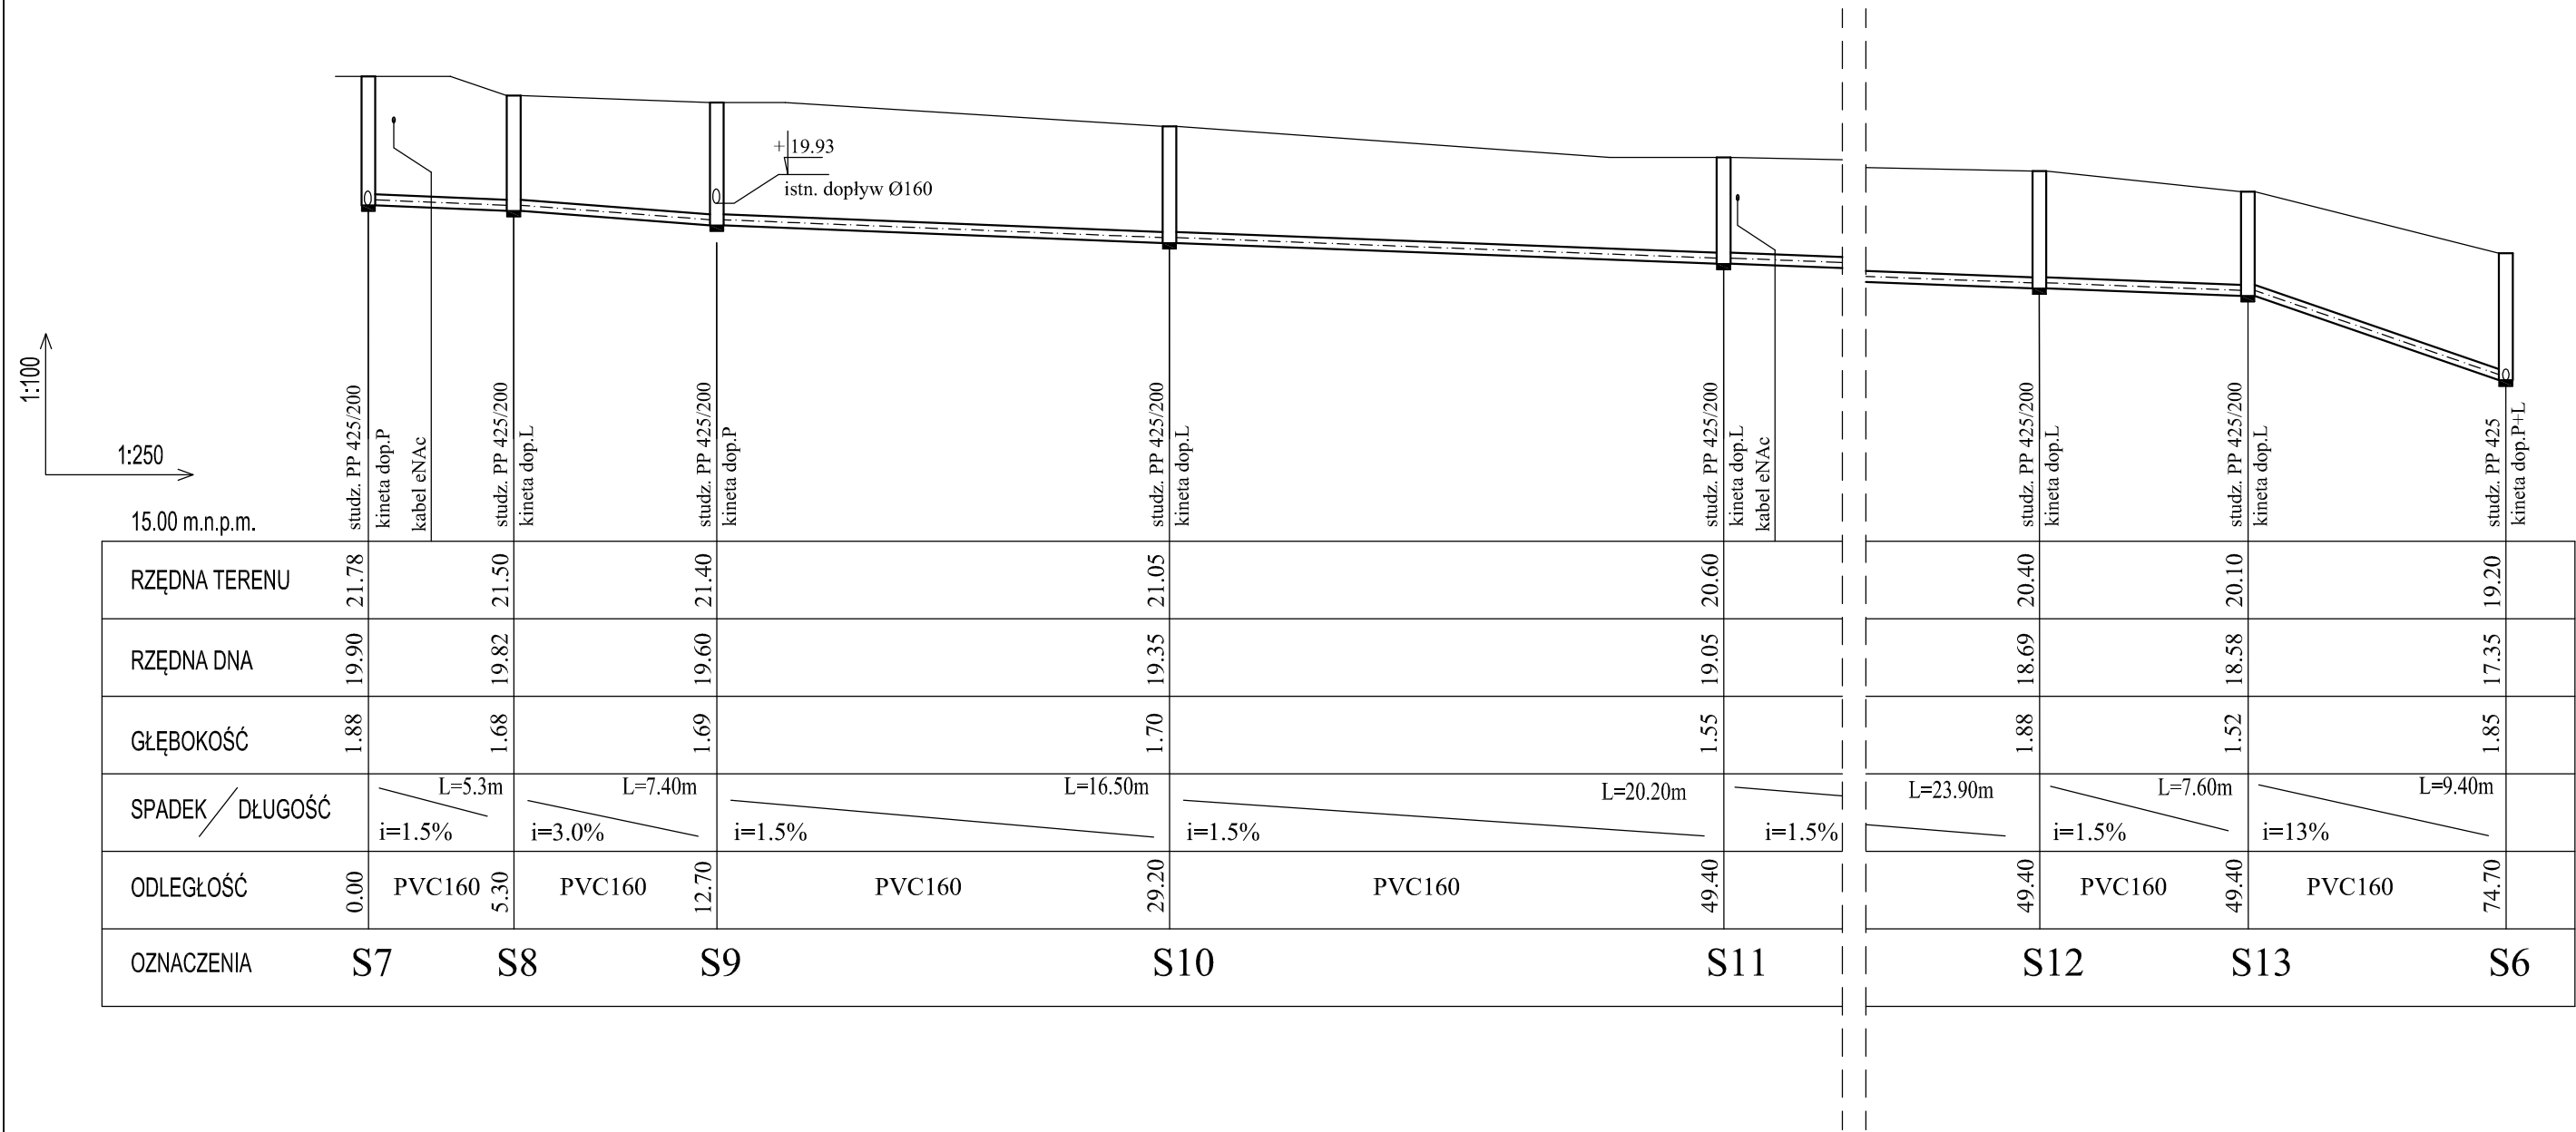 +19.93
istn. dopływ Ø160
1:100
1:250
15.00 m.n.p.m.
studz. PP 425/200
kineta dop.P
kabel eNAc
studz. PP 425/200
kineta dop.L
studz. PP 425/200
kineta dop.P
studz. PP 425/200
kineta dop.L
studz. PP 425/200
kineta dop.L
kabel eNAc
studz. PP 425/200
kineta dop.L
studz. PP 425/200
kineta dop.L
studz. PP 425
kineta dop.P+L
RZĘDNA TERENU 21.78 21.50 21.40 21.05 20.60 20.40 20.10 19.20
RZĘDNA DNA 19.90 19.82 19.60 19.35 19.05 18.69 18.58 17.35
GŁĘBOKOŚĆ 1.88 1.68 1.69 1.70 1.55 1.88 1.52 1.85
L=5.3m L=7.40m L=16.50m L=20.20m L=23.90m L=7.60m L=9.40m
SPADEK / DŁUGOŚĆ
i=1.5% i=3.0% i=1.5% i=1.5% i=1.5% i=1.5% i=13%
ODLEGŁOŚĆ 0.00 PVC160 5.30 PVC160 12.70 PVC160 29.20 PVC160 49.40 49.40 PVC160 49.40 PVC160 74.70
OZNACZENIA S7 S8 S9 S10 S11 S12 S13 S6